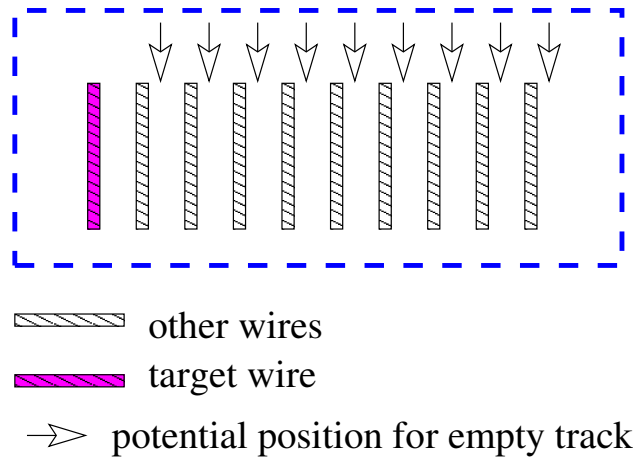 other wires
target wire
potential position for empty track